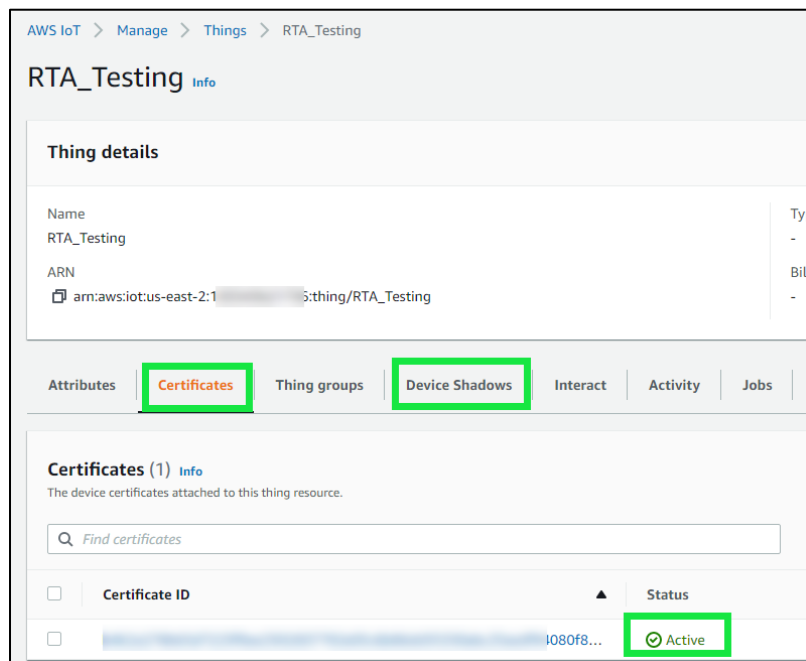 AWS IoT > Manage > Things > RTA_Testing
RTA_Testing Info
Thing details
Name
RTA_Testing
Ty
-
ARN
arn:aws:iot:us-east-2:1 5:thing/RTA_Testing
Bil
-
Attributes Certificates Thing groups Device Shadows Interact Activity Jobs
Certificates (1) Info
The device certificates attached to this thing resource.
Find certificates
Certificate ID Status
4080f8... Active